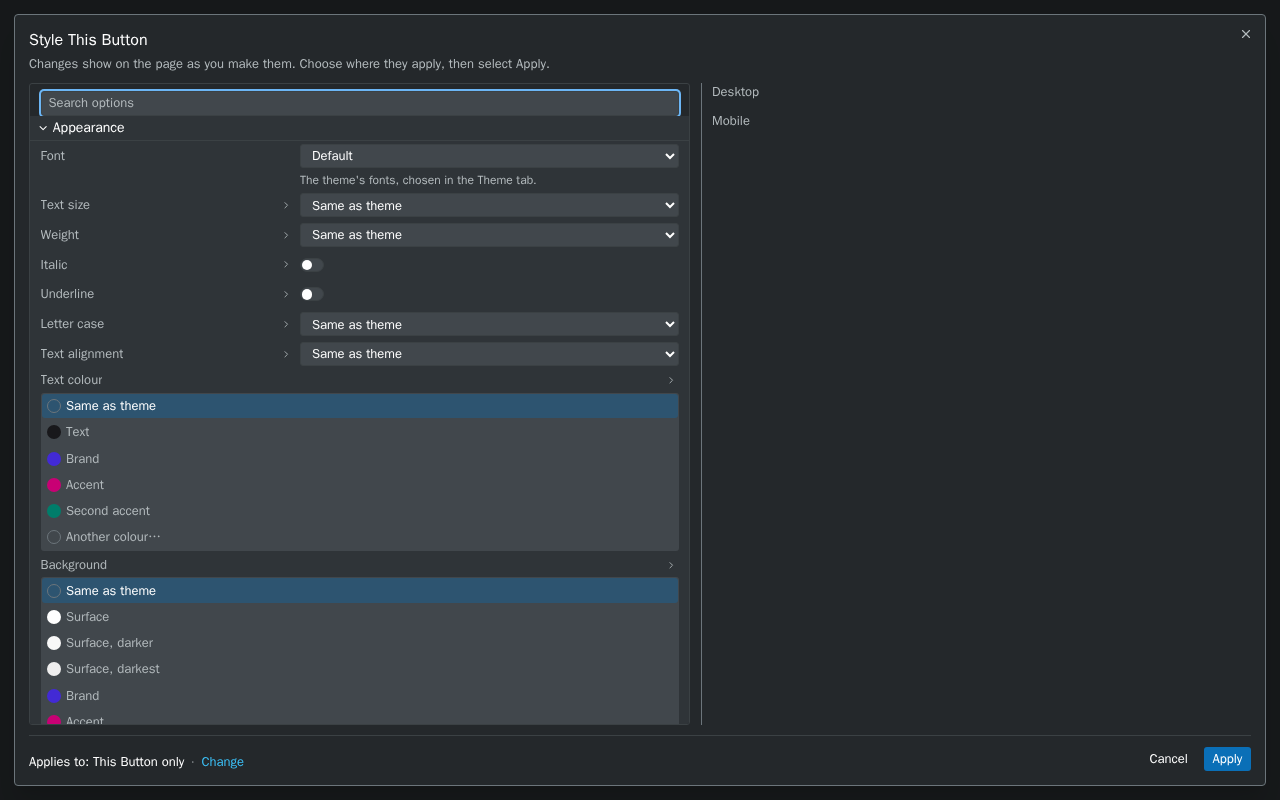 Style This Button
Changes show on the page as you make them. Choose where they apply, then select Apply.
Search options
Appearance
Font
Default
The theme's fonts, chosen in the Theme tab.
Text size
Same as theme
Weight
Same as theme
Italic
Underline
Letter case
Same as theme
Text alignment
Same as theme
Text colour
Same as theme
Text
Brand
Accent
Second accent
Another colour…
Background
Same as theme
Surface
Surface, darker
Surface, darkest
Brand
Accent
Desktop
Mobile
Applies to: This Button only · Change
Cancel
Apply